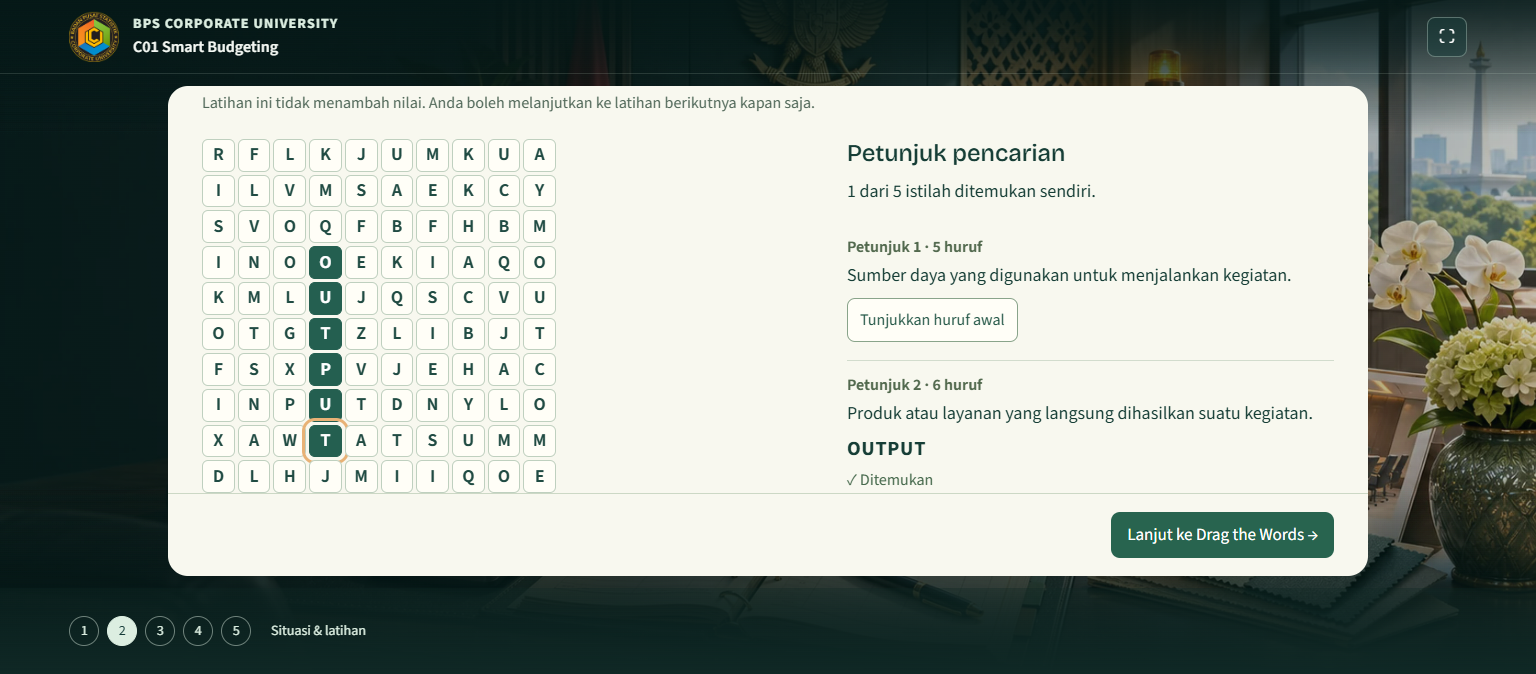 BPS CORPORATE UNIVERSITY
C01 Smart Budgeting
Latihan ini tidak menambah nilai. Anda boleh melanjutkan ke latihan berikutnya kapan saja.
R F L K J U M K U A
I L V M S A E K C Y
S V O Q F B F H B M
I N O O E K I A Q O
K M L U J Q S C V U
O T G T Z L I B J T
F S X P V J E H A C
I N P U T D N Y L O
X A W T A T S U M M
D L H J M I I Q O E
Petunjuk pencarian
1 dari 5 istilah ditemukan sendiri.
Petunjuk 1 · 5 huruf
Sumber daya yang digunakan untuk menjalankan kegiatan.
Tunjukkan huruf awal
Petunjuk 2 · 6 huruf
Produk atau layanan yang langsung dihasilkan suatu kegiatan.
OUTPUT
✓ Ditemukan
Lanjut ke Drag the Words →
1 2 3 4 5 Situasi & latihan